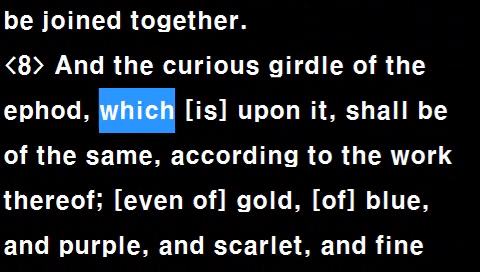 be joined together.
<8> And the curious girdle of the
ephod, which [is] upon it, shall be
of the same, according to the work
thereof; [even of] gold, [of] blue,
and purple, and scarlet, and fine